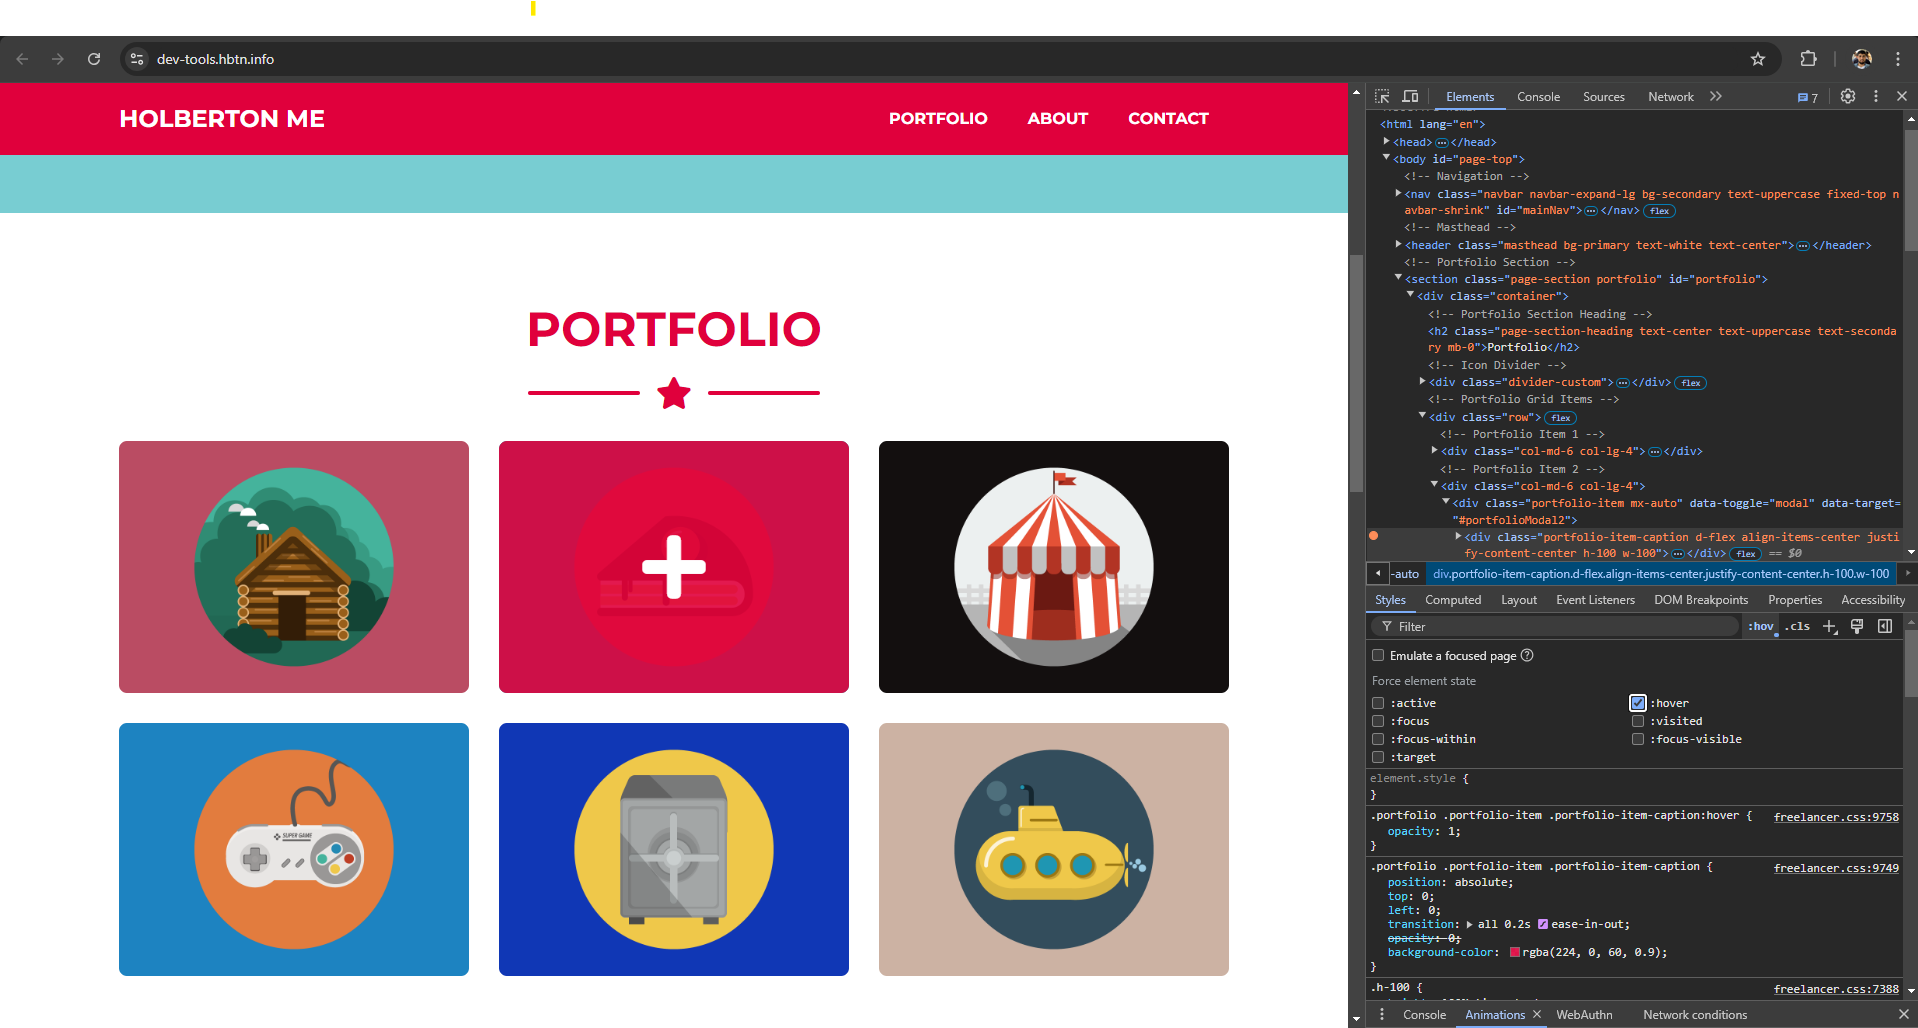 dev-tools.hbtn.info
HOLBERTON ME
PORTFOLIO
ABOUT
CONTACT
PORTFOLIO
SUPER GAME
Elements
Console
Sources
Network
7
<html lang="en">
<head> ··· </head>
<body id="page-top">
<!-- Navigation -->
<nav class="navbar navbar-expand-lg bg-secondary text-uppercase fixed-top n
avbar-shrink" id="mainNav"> ··· </nav> flex
<!-- Masthead -->
<header class="masthead bg-primary text-white text-center"> ··· </header>
<!-- Portfolio Section -->
<section class="page-section portfolio" id="portfolio">
<div class="container">
<!-- Portfolio Section Heading -->
<h2 class="page-section-heading text-center text-uppercase text-seconda
ry mb-0">Portfolio</h2>
<!-- Icon Divider -->
<div class="divider-custom"> ··· </div> flex
<!-- Portfolio Grid Items -->
<div class="row"> flex
<!-- Portfolio Item 1 -->
<div class="col-md-6 col-lg-4"> ··· </div>
<!-- Portfolio Item 2 -->
<div class="col-md-6 col-lg-4">
<div class="portfolio-item mx-auto" data-toggle="modal" data-target=
"#portfolioModal2">
<div class="portfolio-item-caption d-flex align-items-center justi
fy-content-center h-100 w-100"> ··· </div> flex == $0
-auto div.portfolio-item-caption.d-flex.align-items-center.justify-content-center.h-100.w-100
Styles
Computed
Layout
Event Listeners
DOM Breakpoints
Properties
Accessibility
Filter
:hov
.cls
Emulate a focused page
Force element state
:active
:hover
:focus
:visited
:focus-within
:focus-visible
:target
element.style {
}
.portfolio .portfolio-item .portfolio-item-caption:hover { freelancer.css:9758
opacity: 1;
}
.portfolio .portfolio-item .portfolio-item-caption { freelancer.css:9749
position: absolute;
top: 0;
left: 0;
transition: all 0.2s ease-in-out;
opacity: 0;
background-color: rgba(224, 0, 60, 0.9);
}
.h-100 { freelancer.css:7388
Console
Animations
WebAuthn
Network conditions